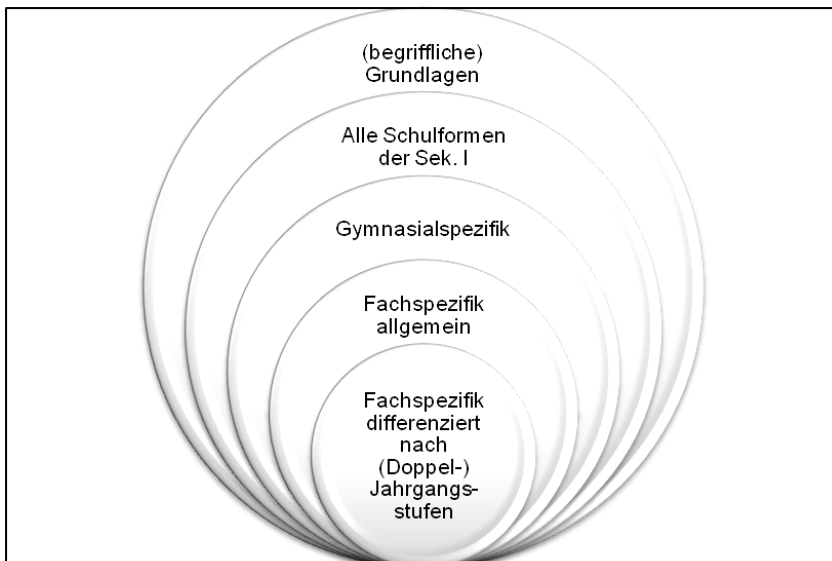 (begriffliche)
Grundlagen
Alle Schulformen
der Sek. I
Gymnasialspezifik
Fachspezifik
allgemein
Fachspezifik
differenziert
nach
(Doppel-)
Jahrgangs-
stufen